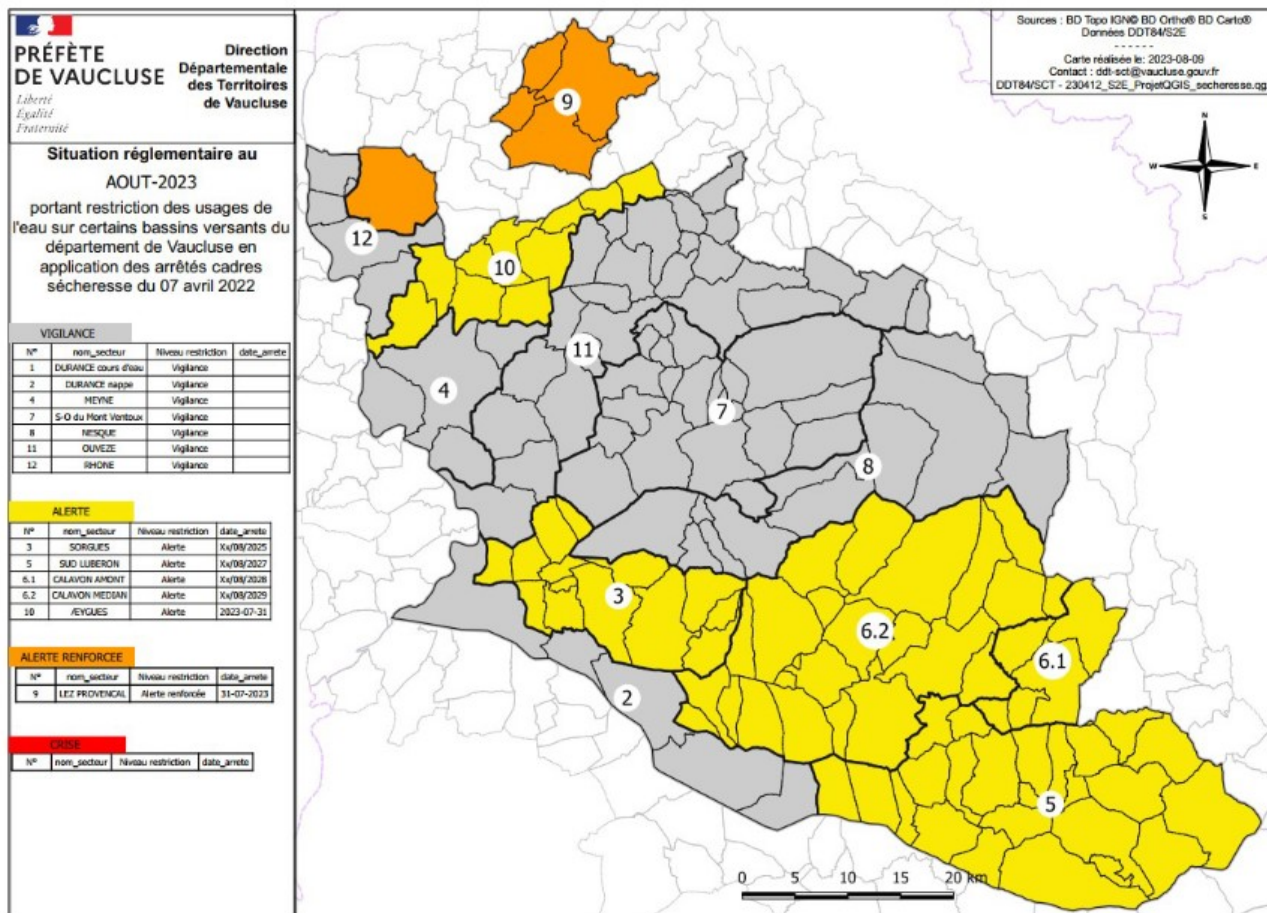 PRÉFÈTE
DE VAUCLUSE
Liberté
Égalité
Fraternité
Direction
Départementale
des Territoires
de Vaucluse
Situation réglementaire au
AOUT-2023
portant restriction des usages de
l'eau sur certains bassins versants du
département de Vaucluse en
application des arrêtés cadres
sécheresse du 07 avril 2022
VIGILANCE
N° nom_secteur Niveau restriction date_arrete
1 DURANCE cours d'eau Vigilance
2 DURANCE nappe Vigilance
4 MEYNE Vigilance
7 S-O du Mont Ventoux Vigilance
8 NESQUE Vigilance
11 OUVEZE Vigilance
12 RHONE Vigilance
ALERTE
N° nom_secteur Niveau restriction date_arrete
3 SORGUES Alerte Xx/08/2025
5 SUD LUBERON Alerte Xx/08/2027
6.1 CALAVON AMONT Alerte Xx/08/2028
6.2 CALAVON MEDIAN Alerte Xx/08/2029
10 ÆYGUES Alerte 2023-07-31
ALERTE RENFORCEE
N° nom_secteur Niveau restriction date_arrete
9 LEZ PROVENCAL Alerte renforcée 31-07-2023
CRISE
N° nom_secteur Niveau restriction date_arrete
Sources : BD Topo IGN© BD Ortho® BD Carto®
Données DDT84/S2E
- - - - - -
Carte réalisée le: 2023-08-09
Contact : ddt-sct@vaucluse.gouv.fr
DDT84/SCT - 230412_S2E_ProjetQGIS_secheresse.qg
N
W E
S
9
12
10
11
4
7
8
3
6.2
6.1
2
5
0 5 10 15 20 km